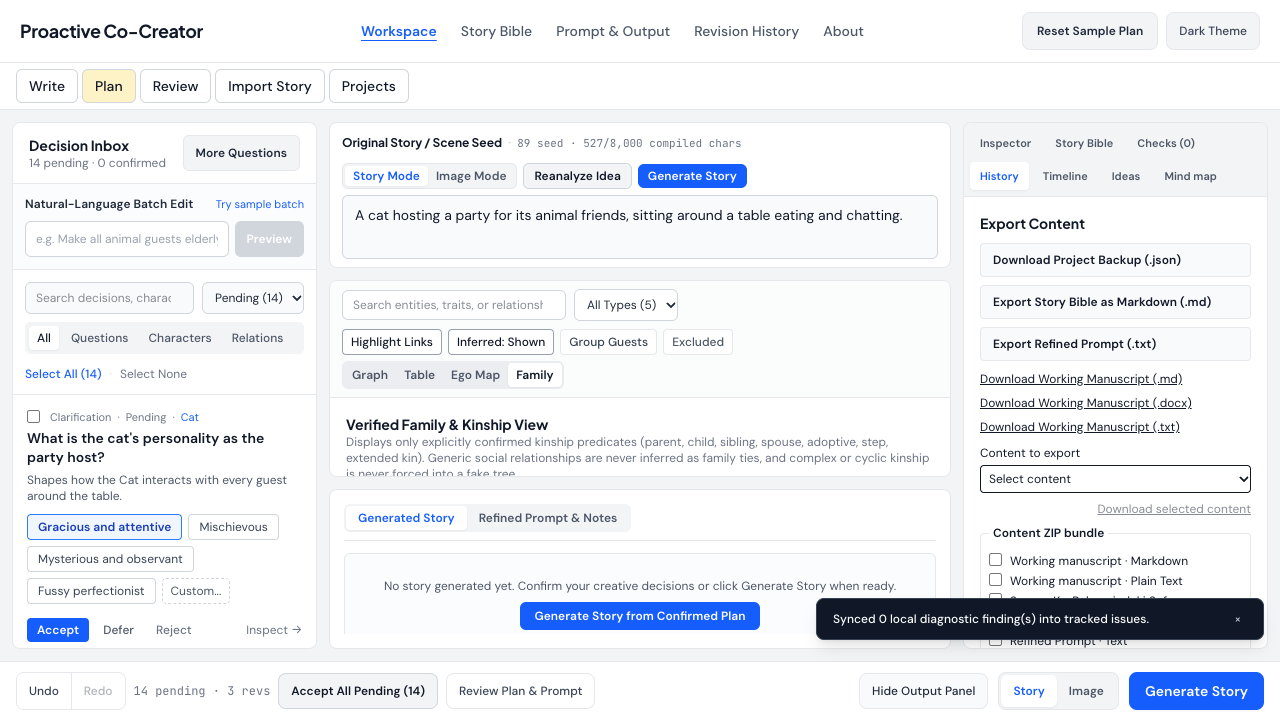 Proactive Co-Creator
Workspace
Story Bible
Prompt & Output
Revision History
About
Reset Sample Plan
Dark Theme
Write
Plan
Review
Import Story
Projects
Decision Inbox
14 pending · 0 confirmed
More Questions
Natural-Language Batch Edit
Try sample batch
e.g. Make all animal guests elderly
Preview
Search decisions, charac
Pending (14)
All
Questions
Characters
Relations
Select All (14)
Select None
Clarification · Pending · Cat
What is the cat's personality as the
party host?
Shapes how the Cat interacts with every guest
around the table.
Gracious and attentive
Mischievous
Mysterious and observant
Fussy perfectionist
Custom...
Accept
Defer
Reject
Inspect →
Original Story / Scene Seed · 89 seed · 527/8,000 compiled chars
Story Mode
Image Mode
Reanalyze Idea
Generate Story
A cat hosting a party for its animal friends, sitting around a table eating and chatting.
Search entities, traits, or relationsh
All Types (5)
Highlight Links
Inferred: Shown
Group Guests
Excluded
Graph
Table
Ego Map
Family
Verified Family & Kinship View
Displays only explicitly confirmed kinship predicates (parent, child, sibling, spouse, adoptive, step,
extended kin). Generic social relationships are never inferred as family ties, and complex or cyclic kinship
is never forced into a fake tree.
Generated Story
Refined Prompt & Notes
No story generated yet. Confirm your creative decisions or click Generate Story when ready.
Generate Story from Confirmed Plan
Inspector
Story Bible
Checks (0)
History
Timeline
Ideas
Mind map
Export Content
Download Project Backup (.json)
Export Story Bible as Markdown (.md)
Export Refined Prompt (.txt)
Download Working Manuscript (.md)
Download Working Manuscript (.docx)
Download Working Manuscript (.txt)
Content to export
Select content
Download selected content
Content ZIP bundle
Working manuscript · Markdown
Working manuscript · Plain Text
Synced 0 local diagnostic finding(s) into tracked issues.
×
Refined Prompt · Text
Undo
Redo
14 pending · 3 revs
Accept All Pending (14)
Review Plan & Prompt
Hide Output Panel
Story
Image
Generate Story